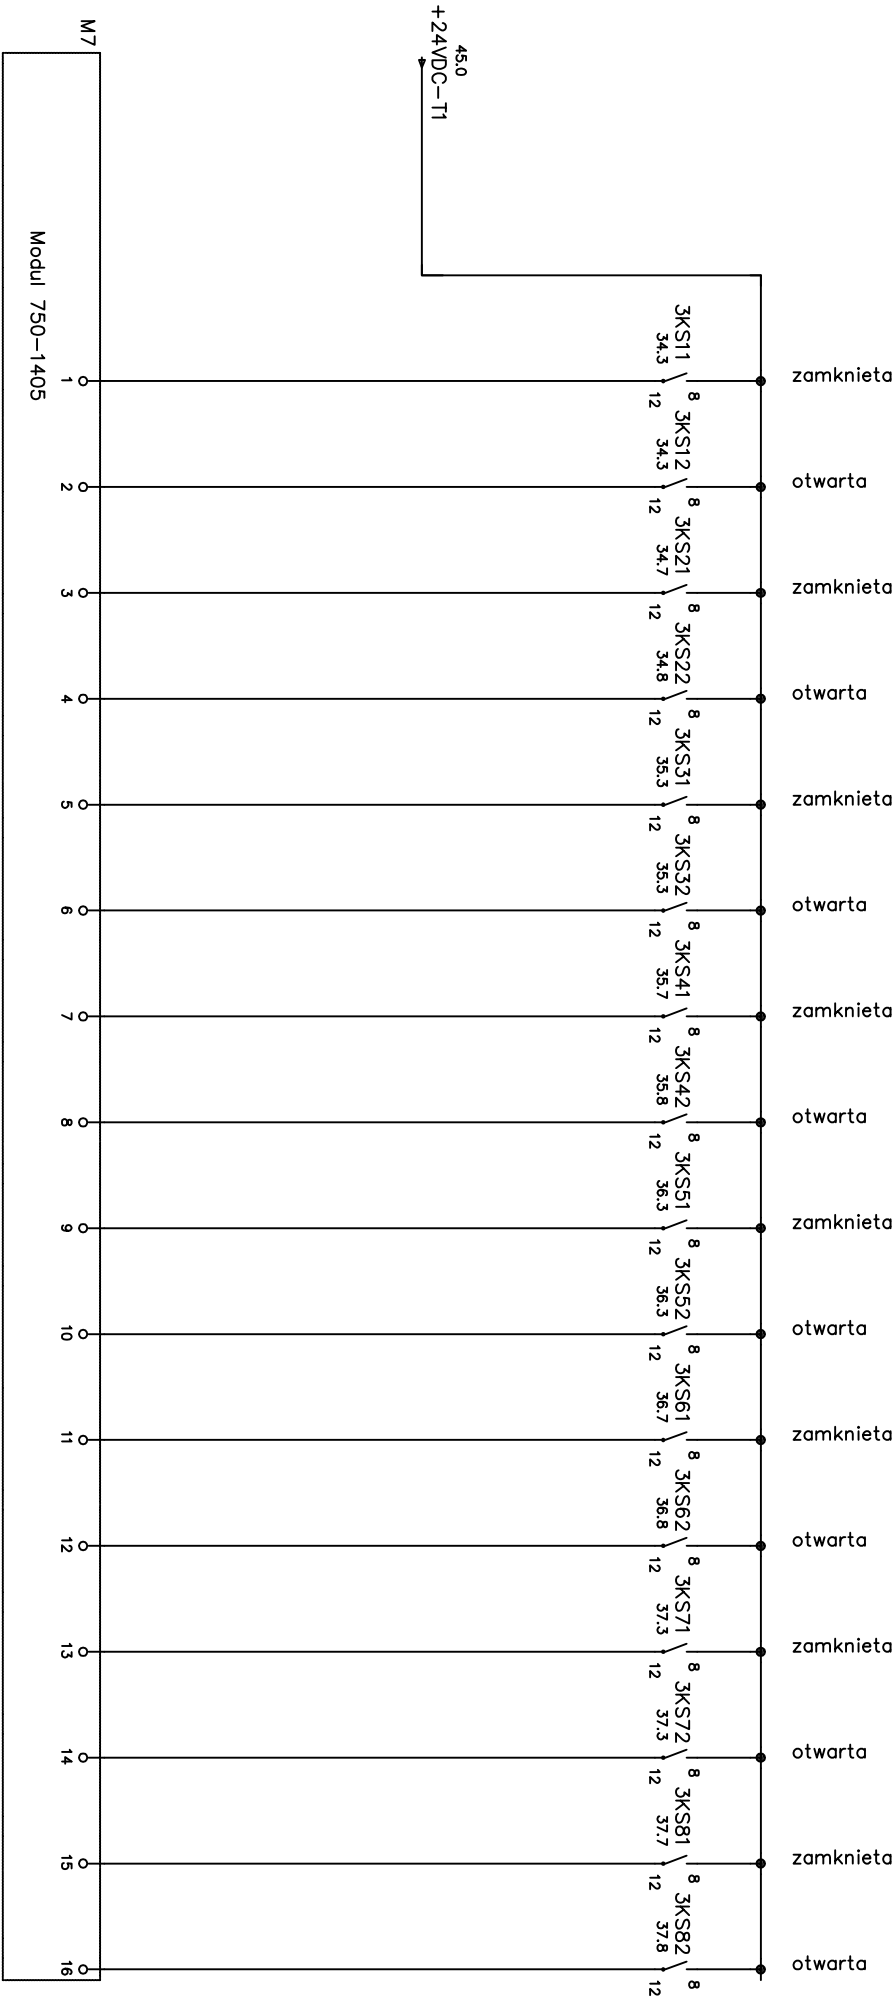 M7
Modul 750-1405
45.0
+24VDC-T1
3KS11
34.3
8
12
1
zamknieta
3KS12
34.3
8
12
2
otwarta
3KS21
34.7
8
12
3
zamknieta
3KS22
34.8
8
12
4
otwarta
3KS31
35.3
8
12
5
zamknieta
3KS32
35.3
8
12
6
otwarta
3KS41
35.7
8
12
7
zamknieta
3KS42
35.8
8
12
8
otwarta
3KS51
36.3
8
12
9
zamknieta
3KS52
36.3
8
12
10
otwarta
3KS61
36.7
8
12
11
zamknieta
3KS62
36.8
8
12
12
otwarta
3KS71
37.3
8
12
13
zamknieta
3KS72
37.3
8
12
14
otwarta
3KS81
37.7
8
12
15
zamknieta
3KS82
37.8
8
12
16
otwarta